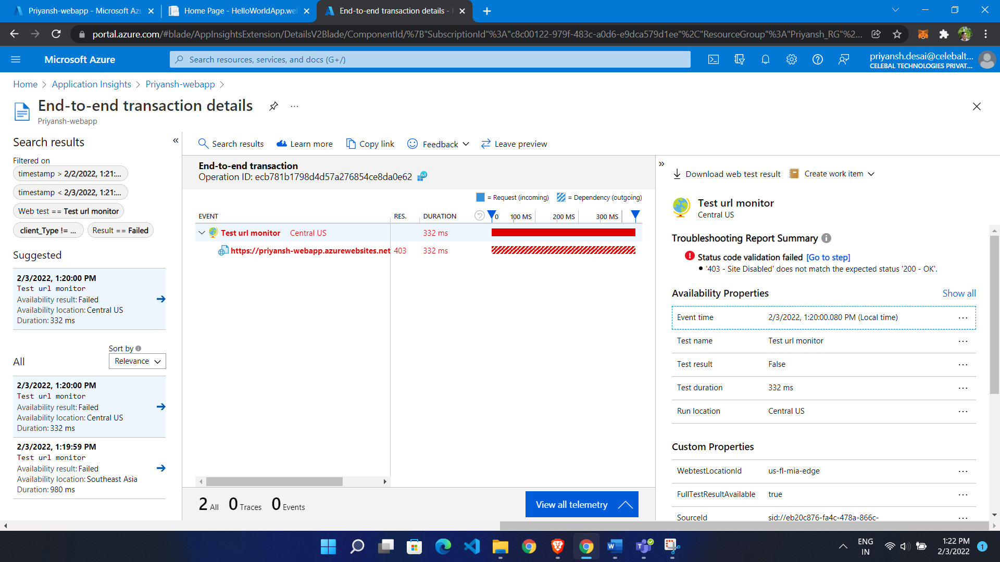 Priyansh-webapp - Microsoft Azu
Home Page - HelloWorldApp.we
End-to-end transaction details -
portal.azure.com/#blade/AppInsightsExtension/DetailsV2Blade/ComponentId/%7B"SubscriptionId"%3A"c8c00122-979f-483c-a0d6-e9dca579d1ee"%2C"ResourceGroup"%3A"Priyansh_RG"%2...
Microsoft Azure
Search resources, services, and docs (G+/)
priyansh.desai@celebalt...
CELEBAL TECHNOLOGIES PRIVAT...
Home > Application Insights > Priyansh-webapp >
End-to-end transaction details
...
Priyansh-webapp
Search results
«
Filtered on
timestamp > 2/2/2022, 1:21:...
timestamp < 2/3/2022, 1:21:...
Web test == Test url monitor
client_Type != ...
Result == Failed
Suggested
2/3/2022, 1:20:00 PM
Test url monitor
Availability result: Failed
Availability location: Central US
Duration: 332 ms
Sort by
All
Relevance
2/3/2022, 1:20:00 PM
Test url monitor
Availability result: Failed
Availability location: Central US
Duration: 332 ms
2/3/2022, 1:19:59 PM
Test url monitor
Availability result: Failed
Availability location: Southeast Asia
Duration: 980 ms
Search results
Learn more
Copy link
Feedback
Leave preview
End-to-end transaction
Operation ID: ecb781b1798d4d57a276854ce8da0e62
= Request (incoming)
= Dependency (outgoing)
EVENT
RES.
DURATION
0
100 MS
200 MS
300 MS
Test url monitor Central US
332 ms
https://priyansh-webapp.azurewebsites.net
403
332 ms
2 All
0 Traces
0 Events
View all telemetry
»
Download web test result
Create work item
Test url monitor
Central US
Troubleshooting Report Summary
Status code validation failed [Go to step]
• '403 - Site Disabled' does not match the expected status '200 - OK'.
Availability Properties
Show all
Event time 2/3/2022, 1:20:00.080 PM (Local time) ...
Test name Test url monitor ...
Test result False ...
Test duration 332 ms ...
Run location Central US ...
Custom Properties
WebtestLocationId us-fl-mia-edge ...
FullTestResultAvailable true ...
SourceId sid://eb20c876-fa4c-478a-866c- ...
ENG
IN
1:22 PM
2/3/2022
1